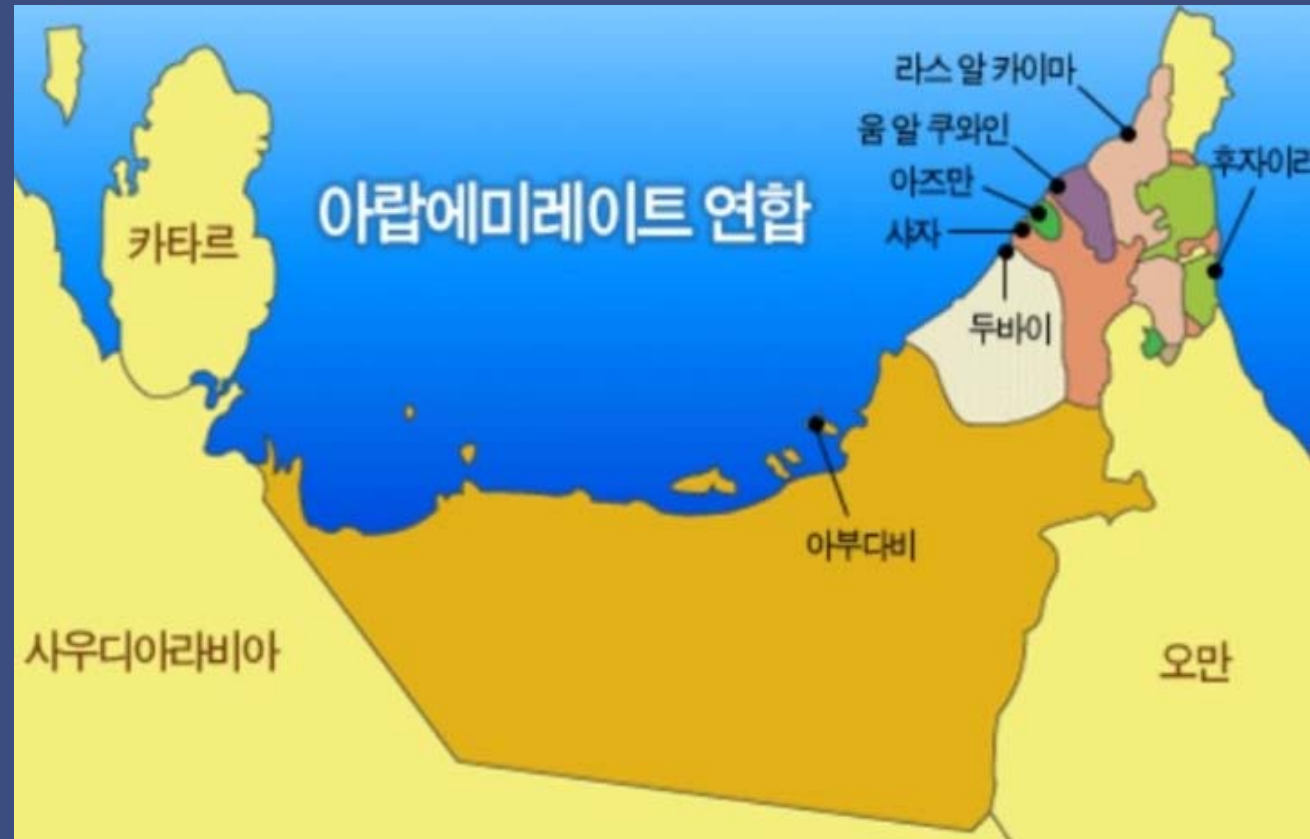 라스 알 카이마
움 알 쿠와인
아즈만
샤자
후자이라
두바이
아랍에미레이트 연합
카타르
아부다비
사우디아라비아
오만